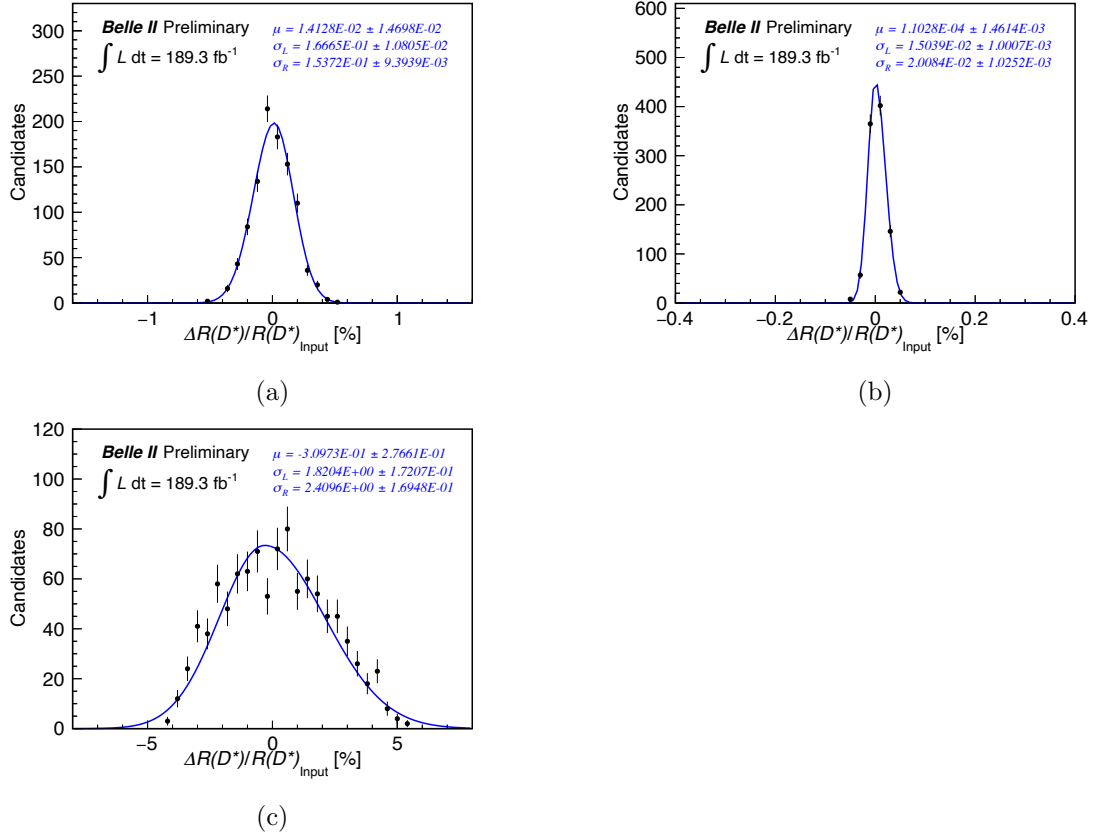 Belle II Preliminary
∫ L dt = 189.3 fb⁻¹
μ = 1.4128E-02 ± 1.4698E-02
σ_L = 1.6665E-01 ± 1.0805E-02
σ_R = 1.5372E-01 ± 9.3939E-03
Candidates
300
250
200
150
100
50
0
−1 0 1
ΔR(D*)/R(D*)_Input [%]
(a)
Belle II Preliminary
∫ L dt = 189.3 fb⁻¹
μ = 1.1028E-04 ± 1.4614E-03
σ_L = 1.5039E-02 ± 1.0007E-03
σ_R = 2.0084E-02 ± 1.0252E-03
Candidates
600
500
400
300
200
100
0
−0.4 −0.2 0 0.2 0.4
ΔR(D*)/R(D*)_Input [%]
(b)
Belle II Preliminary
∫ L dt = 189.3 fb⁻¹
μ = -3.0973E-01 ± 2.7661E-01
σ_L = 1.8204E+00 ± 1.7207E-01
σ_R = 2.4096E+00 ± 1.6948E-01
Candidates
120
100
80
60
40
20
0
−5 0 5
ΔR(D*)/R(D*)_Input [%]
(c)